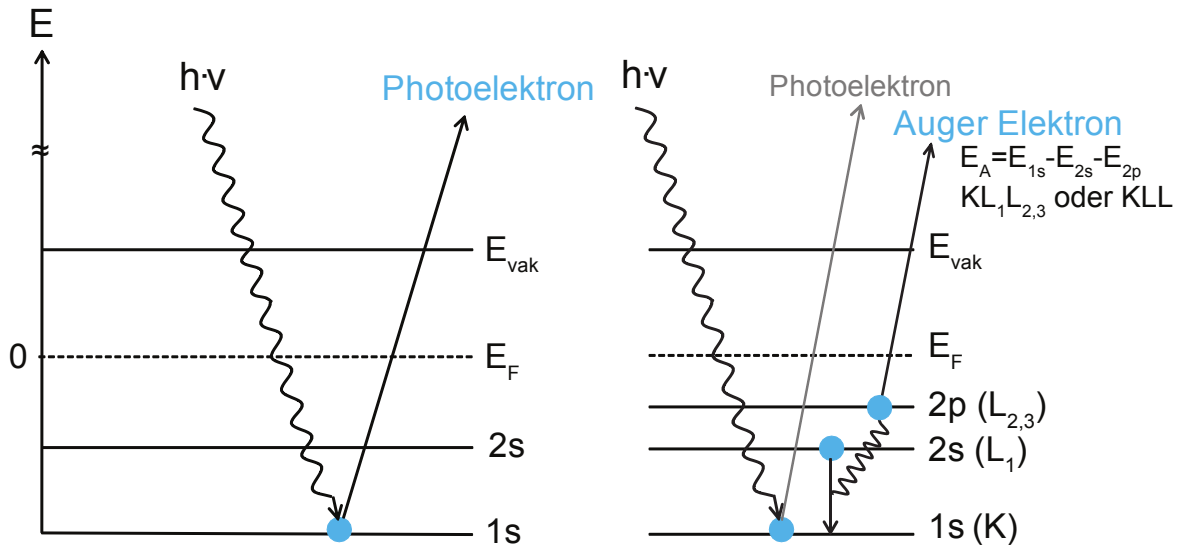 E
h·ν
Photoelektron
E_vak
0
E_F
2s
1s
h·ν
Photoelektron
Auger Elektron
E_A=E_1s-E_2s-E_2p
KL_1L_2,3 oder KLL
E_vak
E_F
2p (L_2,3)
2s (L_1)
1s (K)